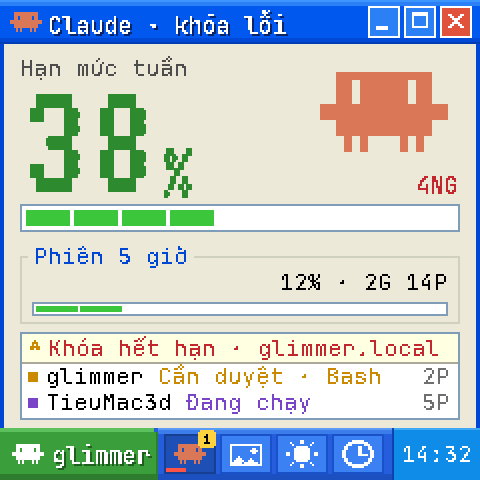 Claude · khóa lỗi
Hạn mức tuần
38%
4NG
Phiên 5 giờ
12% · 2G 14P
Khóa hết hạn · glimmer.local
glimmer Cần duyệt · Bash 2P
TieuMac3d Đang chạy 5P
glimmer 1 14:32